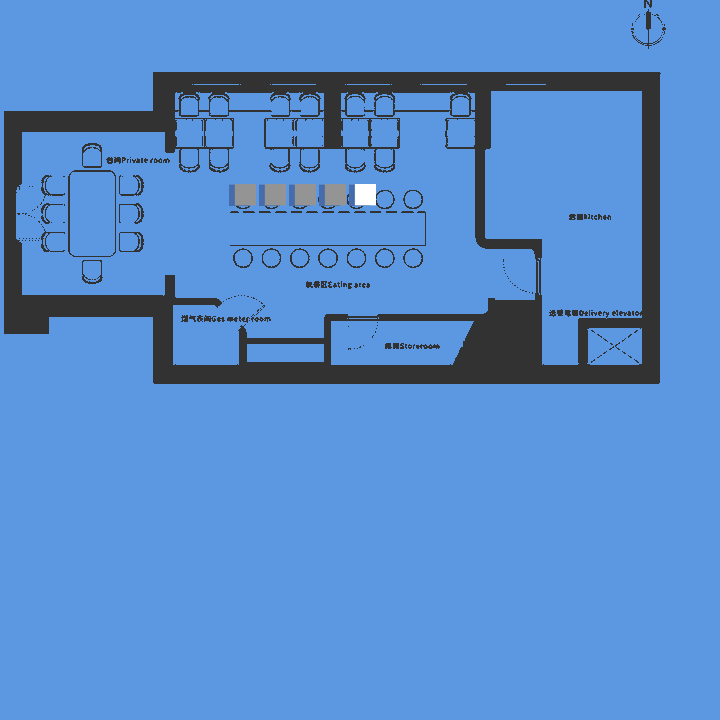 N
包间Private room
厨房Kitchen
就餐区Eating area
送餐电梯Delivery elevator
燃气表间Gas meter room
库房Storeroom